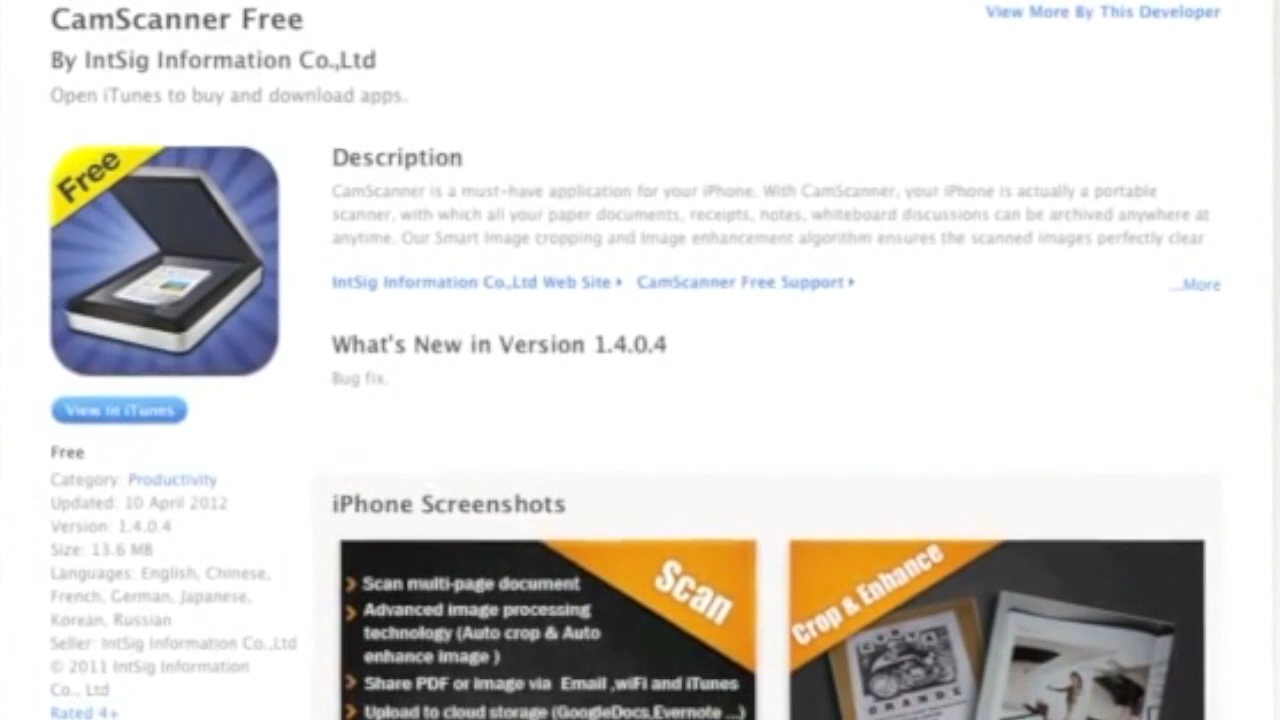 CamScanner Free
View More By This Developer
By IntSig Information Co.,Ltd
Open iTunes to buy and download apps.
Free
Description
CamScanner is a must-have application for your iPhone. With CamScanner, your iPhone is actually a portable
scanner, with which all your paper documents, receipts, notes, whiteboard discussions can be archived anywhere at
anytime. Our Smart Image cropping and Image enhancement algorithm ensures the scanned images perfectly clear
IntSig Information Co.,Ltd Web Site
CamScanner Free Support
...More
What's New in Version 1.4.0.4
Bug fix.
View In iTunes
Free
Category: Productivity
Updated: 10 April 2012
Version: 1.4.0.4
Size: 13.6 MB
Languages: English, Chinese,
French, German, Japanese,
Korean, Russian
Seller: IntSig Information Co.,Ltd
© 2011 IntSig Information
Co., Ltd
Rated 4+
iPhone Screenshots
Scan
Scan multi-page document
Advanced image processing
technology (Auto crop & Auto
enhance image )
Share PDF or image via Email ,wiFi and iTunes
Upload to cloud storage (GoogleDocs,Evernote ...)
Crop & Enhance
GRANDE